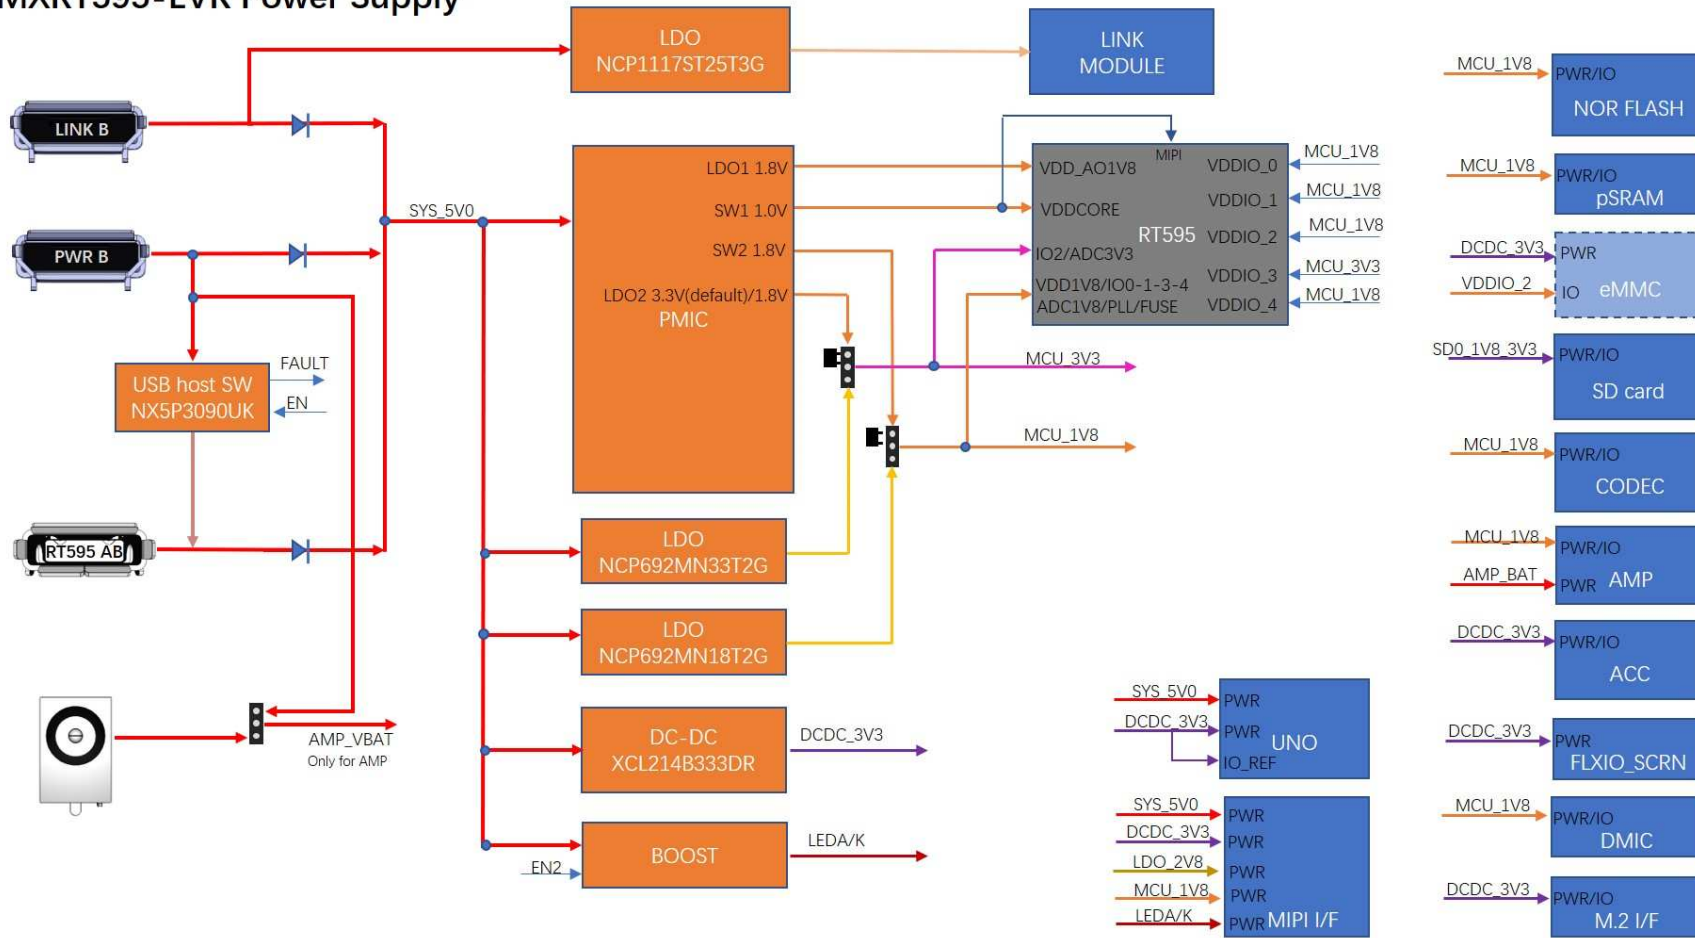 MXRT595-EVK Power Supply
LDO
NCP1117ST25T3G
LINK
MODULE
LINK B
PWR B
SYS_5V0
LDO1 1.8V
SW1 1.0V
SW2 1.8V
LDO2 3.3V(default)/1.8V
PMIC
MIPI
VDD_AO1V8
VDDCORE
RT595
IO2/ADC3V3
VDD1V8/IO0-1-3-4
ADC1V8/PLL/FUSE
VDDIO_0
VDDIO_1
VDDIO_2
VDDIO_3
VDDIO_4
MCU_1V8
MCU_1V8
MCU_1V8
MCU_3V3
MCU_1V8
MCU_3V3
MCU_1V8
USB host SW
NX5P3090UK
FAULT
EN
RT595 AB
LDO
NCP692MN33T2G
LDO
NCP692MN18T2G
AMP_VBAT
Only for AMP
DC-DC
XCL214B333DR
DCDC_3V3
BOOST
EN2
LEDA/K
SYS_5V0
PWR
DCDC_3V3
PWR
UNO
IO_REF
SYS_5V0
PWR
DCDC_3V3
PWR
LDO_2V8
PWR
MCU_1V8
PWR
LEDA/K
PWR
MIPI I/F
MCU_1V8
PWR/IO
NOR FLASH
MCU_1V8
PWR/IO
pSRAM
DCDC_3V3
PWR
VDDIO_2
IO
eMMC
SD0_1V8_3V3
PWR/IO
SD card
MCU_1V8
PWR/IO
CODEC
MCU_1V8
PWR/IO
AMP_BAT
PWR
AMP
DCDC_3V3
PWR/IO
ACC
DCDC_3V3
PWR
FLXIO_SCRN
MCU_1V8
PWR/IO
DMIC
DCDC_3V3
PWR/IO
M.2 I/F